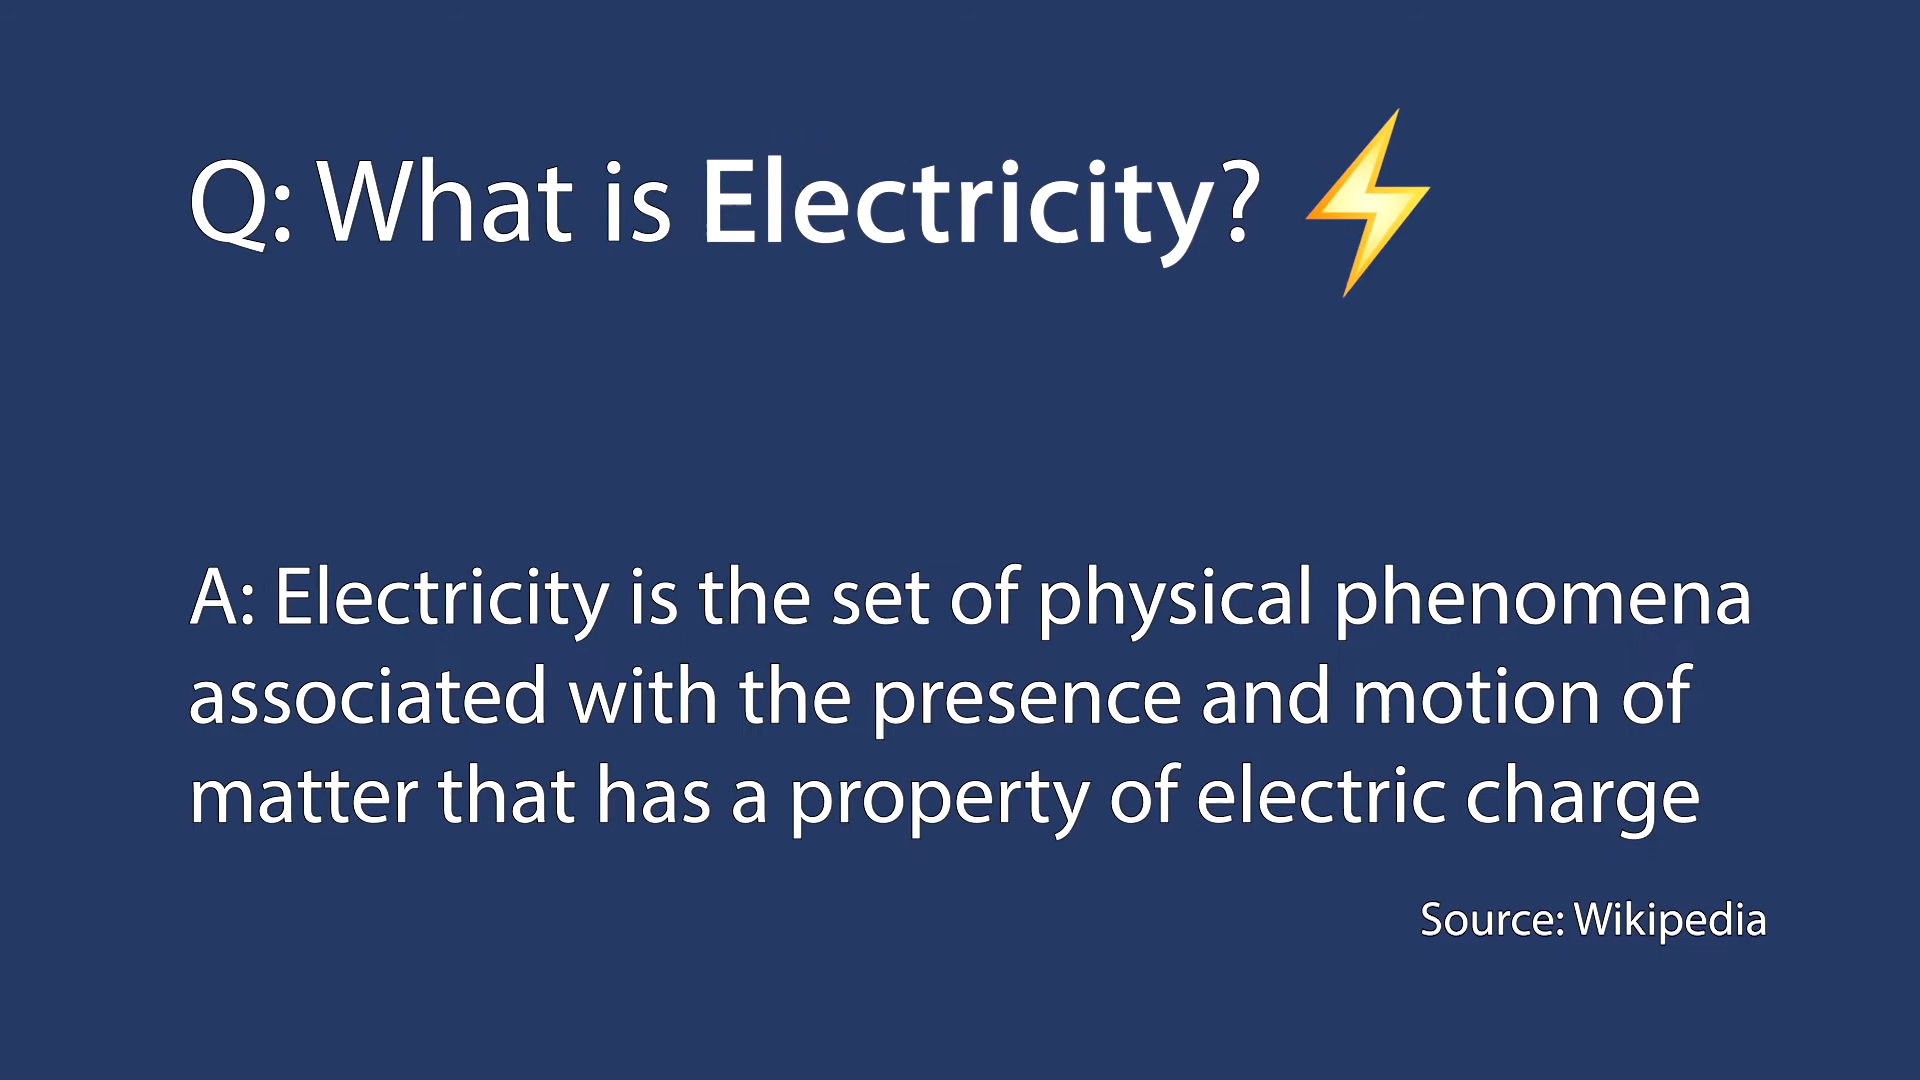 Q: What is Electricity? ⚡
A: Electricity is the set of physical phenomena
associated with the presence and motion of
matter that has a property of electric charge
Source: Wikipedia